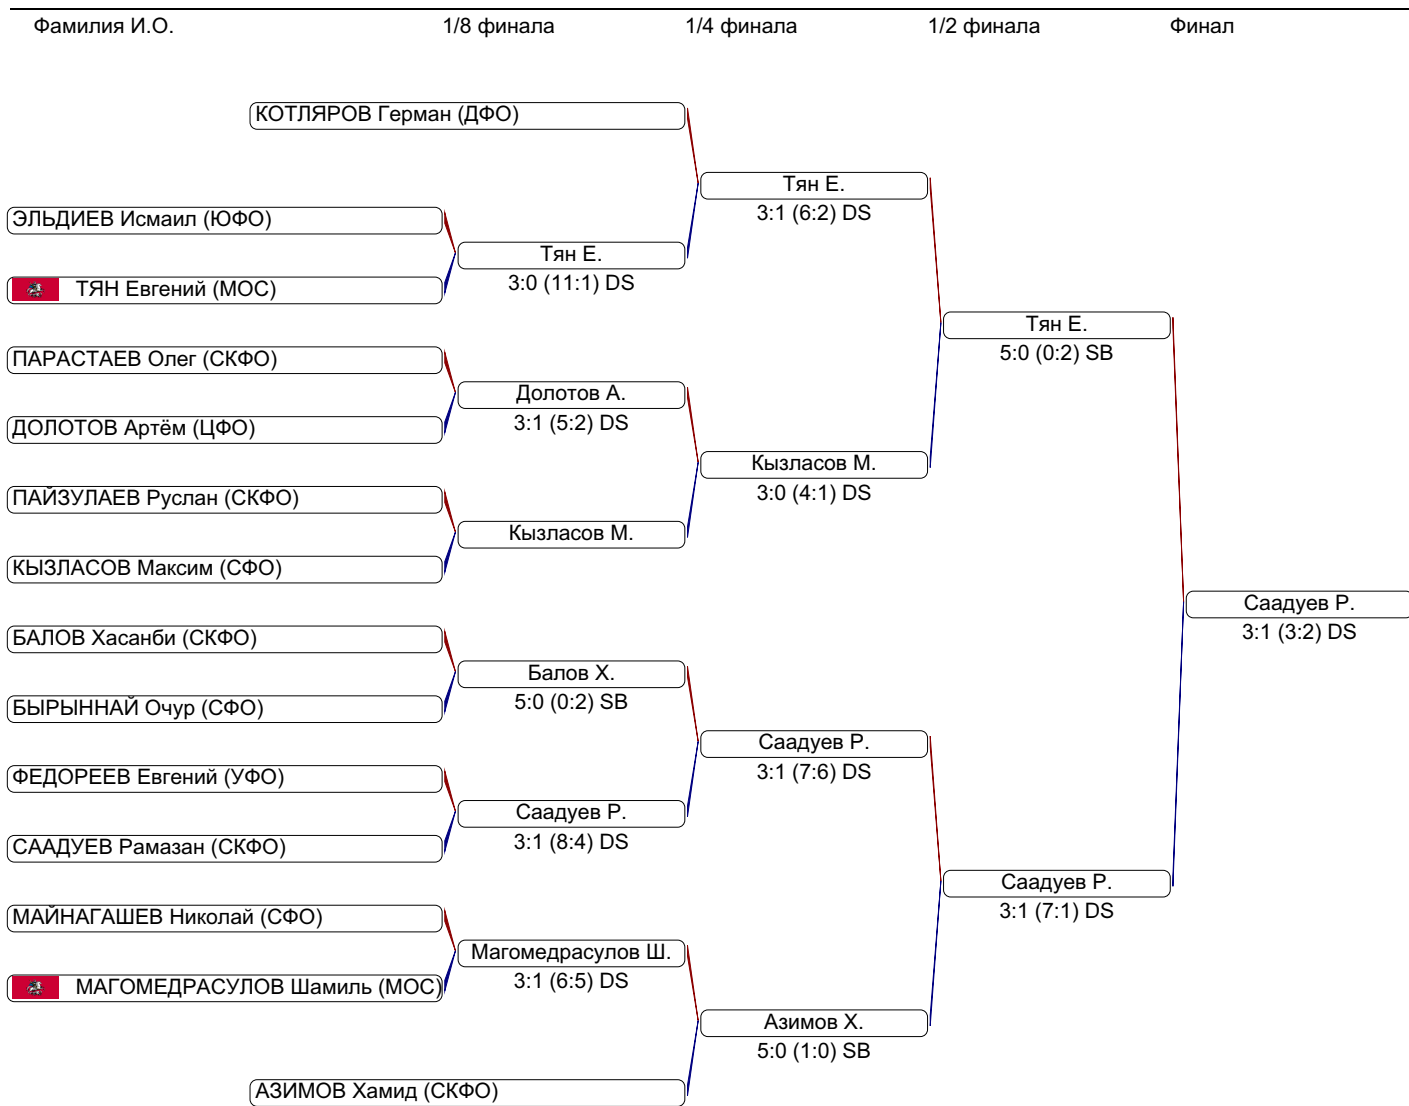 Фамилия И.О. 1/8 финала 1/4 финала 1/2 финала Финал
КОТЛЯРОВ Герман (ДФО)
Тян Е.
3:1 (6:2) DS
ЭЛЬДИЕВ Исмаил (ЮФО)
Тян Е.
3:0 (11:1) DS
ТЯН Евгений (МОС)
Тян Е.
5:0 (0:2) SB
ПАРАСТАЕВ Олег (СКФО)
Долотов А.
3:1 (5:2) DS
ДОЛОТОВ Артём (ЦФО)
Кызласов М.
3:0 (4:1) DS
ПАЙЗУЛАЕВ Руслан (СКФО)
Кызласов М.
КЫЗЛАСОВ Максим (СФО)
Саадуев Р.
3:1 (3:2) DS
БАЛОВ Хасанби (СКФО)
Балов Х.
5:0 (0:2) SB
БЫРЫННАЙ Очур (СФО)
Саадуев Р.
3:1 (7:6) DS
ФЕДОРЕЕВ Евгений (УФО)
Саадуев Р.
3:1 (8:4) DS
СААДУЕВ Рамазан (СКФО)
Саадуев Р.
3:1 (7:1) DS
МАЙНАГАШЕВ Николай (СФО)
Магомедрасулов Ш.
3:1 (6:5) DS
МАГОМЕДРАСУЛОВ Шамиль (МОС)
Азимов Х.
5:0 (1:0) SB
АЗИМОВ Хамид (СКФО)